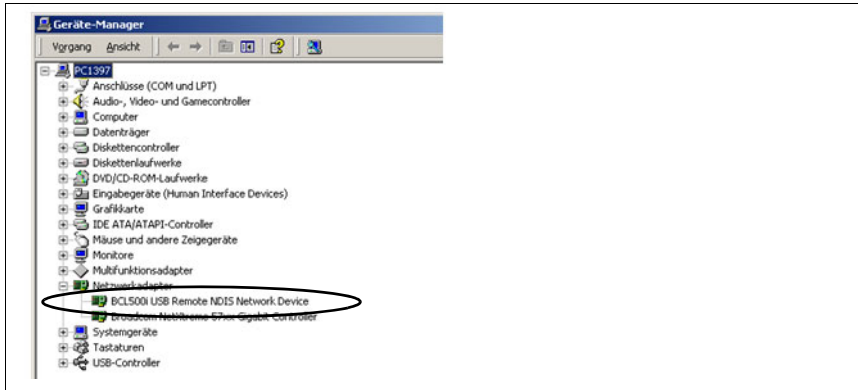 Geräte-Manager
Vorgang Ansicht
PC1397
Anschlüsse (COM und LPT)
Audio-, Video- und Gamecontroller
Computer
Datenträger
Diskettencontroller
Diskettenlaufwerke
DVD/CD-ROM-Laufwerke
Eingabegeräte (Human Interface Devices)
Grafikkarte
IDE ATA/ATAPI-Controller
Mäuse und andere Zeigegeräte
Monitore
Multifunktionsadapter
Netzwerkadapter
BCL500i USB Remote NDIS Network Device
Broadcom NetXtreme 57xx Gigabit Controller
Systemgeräte
Tastaturen
USB-Controller